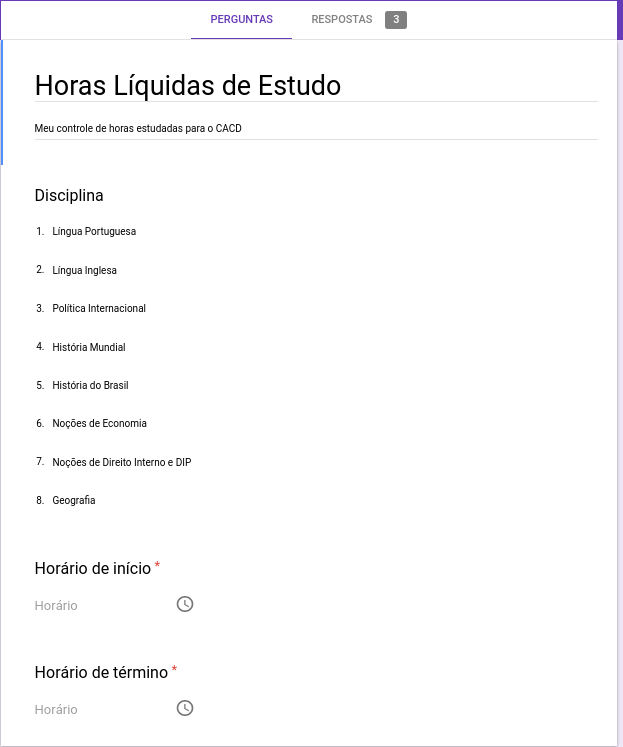 PERGUNTAS RESPOSTAS 3
Horas Líquidas de Estudo
Meu controle de horas estudadas para o CACD
Disciplina
1. Língua Portuguesa
2. Língua Inglesa
3. Política Internacional
4. História Mundial
5. História do Brasil
6. Noções de Economia
7. Noções de Direito Interno e DIP
8. Geografia
Horário de início *
Horário
Horário de término *
Horário